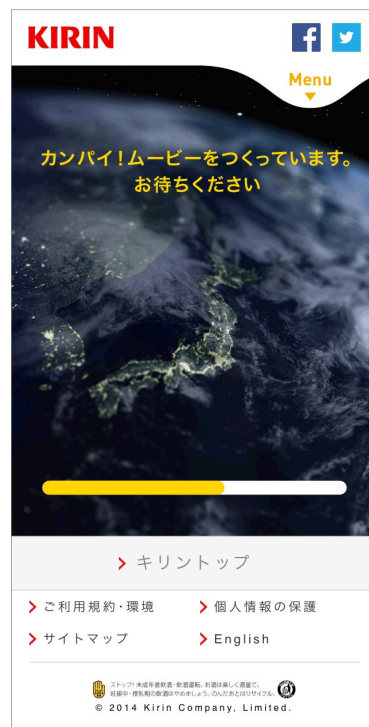 KIRIN
Menu
カンパイ!ムービーをつくっています。
お待ちください
キリントップ
ご利用規約・環境
個人情報の保護
サイトマップ
English
ストップ!未成年者飲酒・飲酒運転。お酒は楽しく適量で。
妊娠中・授乳期の飲酒はやめましょう。のんだあとはリサイクル。
© 2014 Kirin Company, Limited.